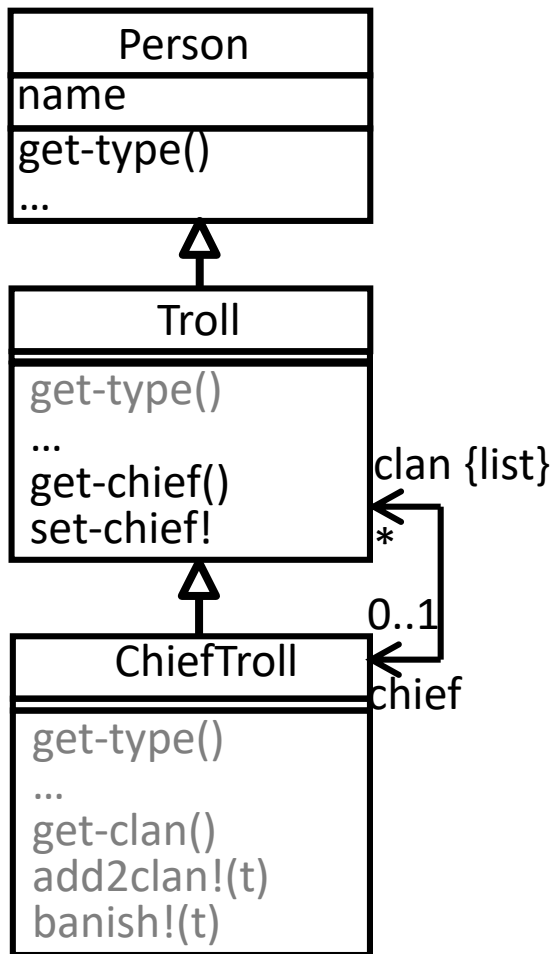 Person
name
get-type()
...
Troll
get-type()
...
get-chief()
set-chief!
clan {list}
*
0..1
chief
ChiefTroll
get-type()
...
get-clan()
add2clan!(t)
banish!(t)